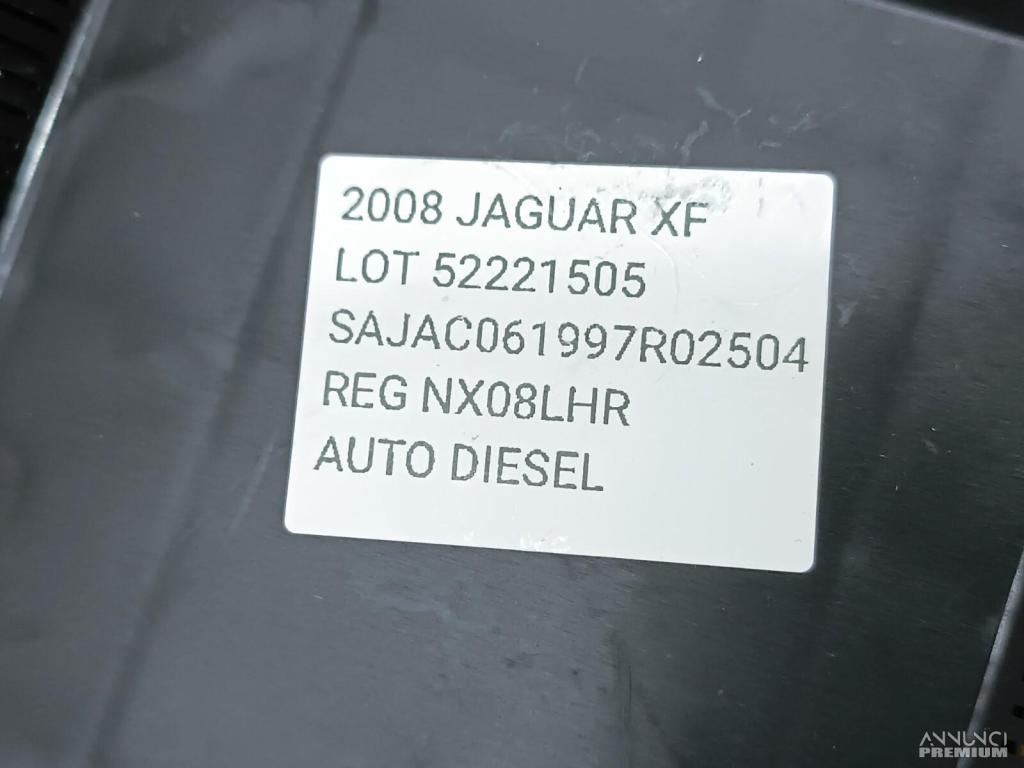 2008 JAGUAR XF
LOT 52221505
SAJAC061997R02504
REG NX08LHR
AUTO DIESEL
ANNUNCI
PREMIUM